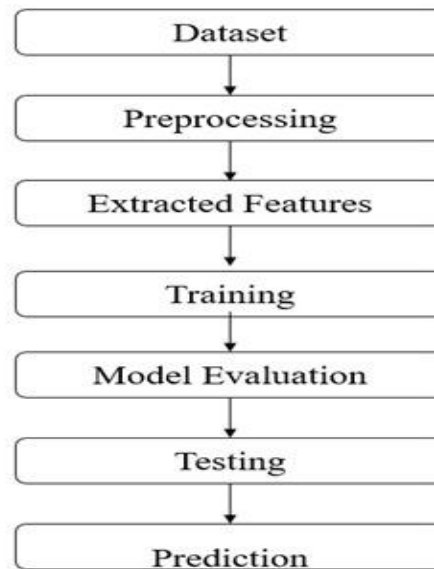 Dataset
Preprocessing
Extracted Features
Training
Model Evaluation
Testing
Prediction